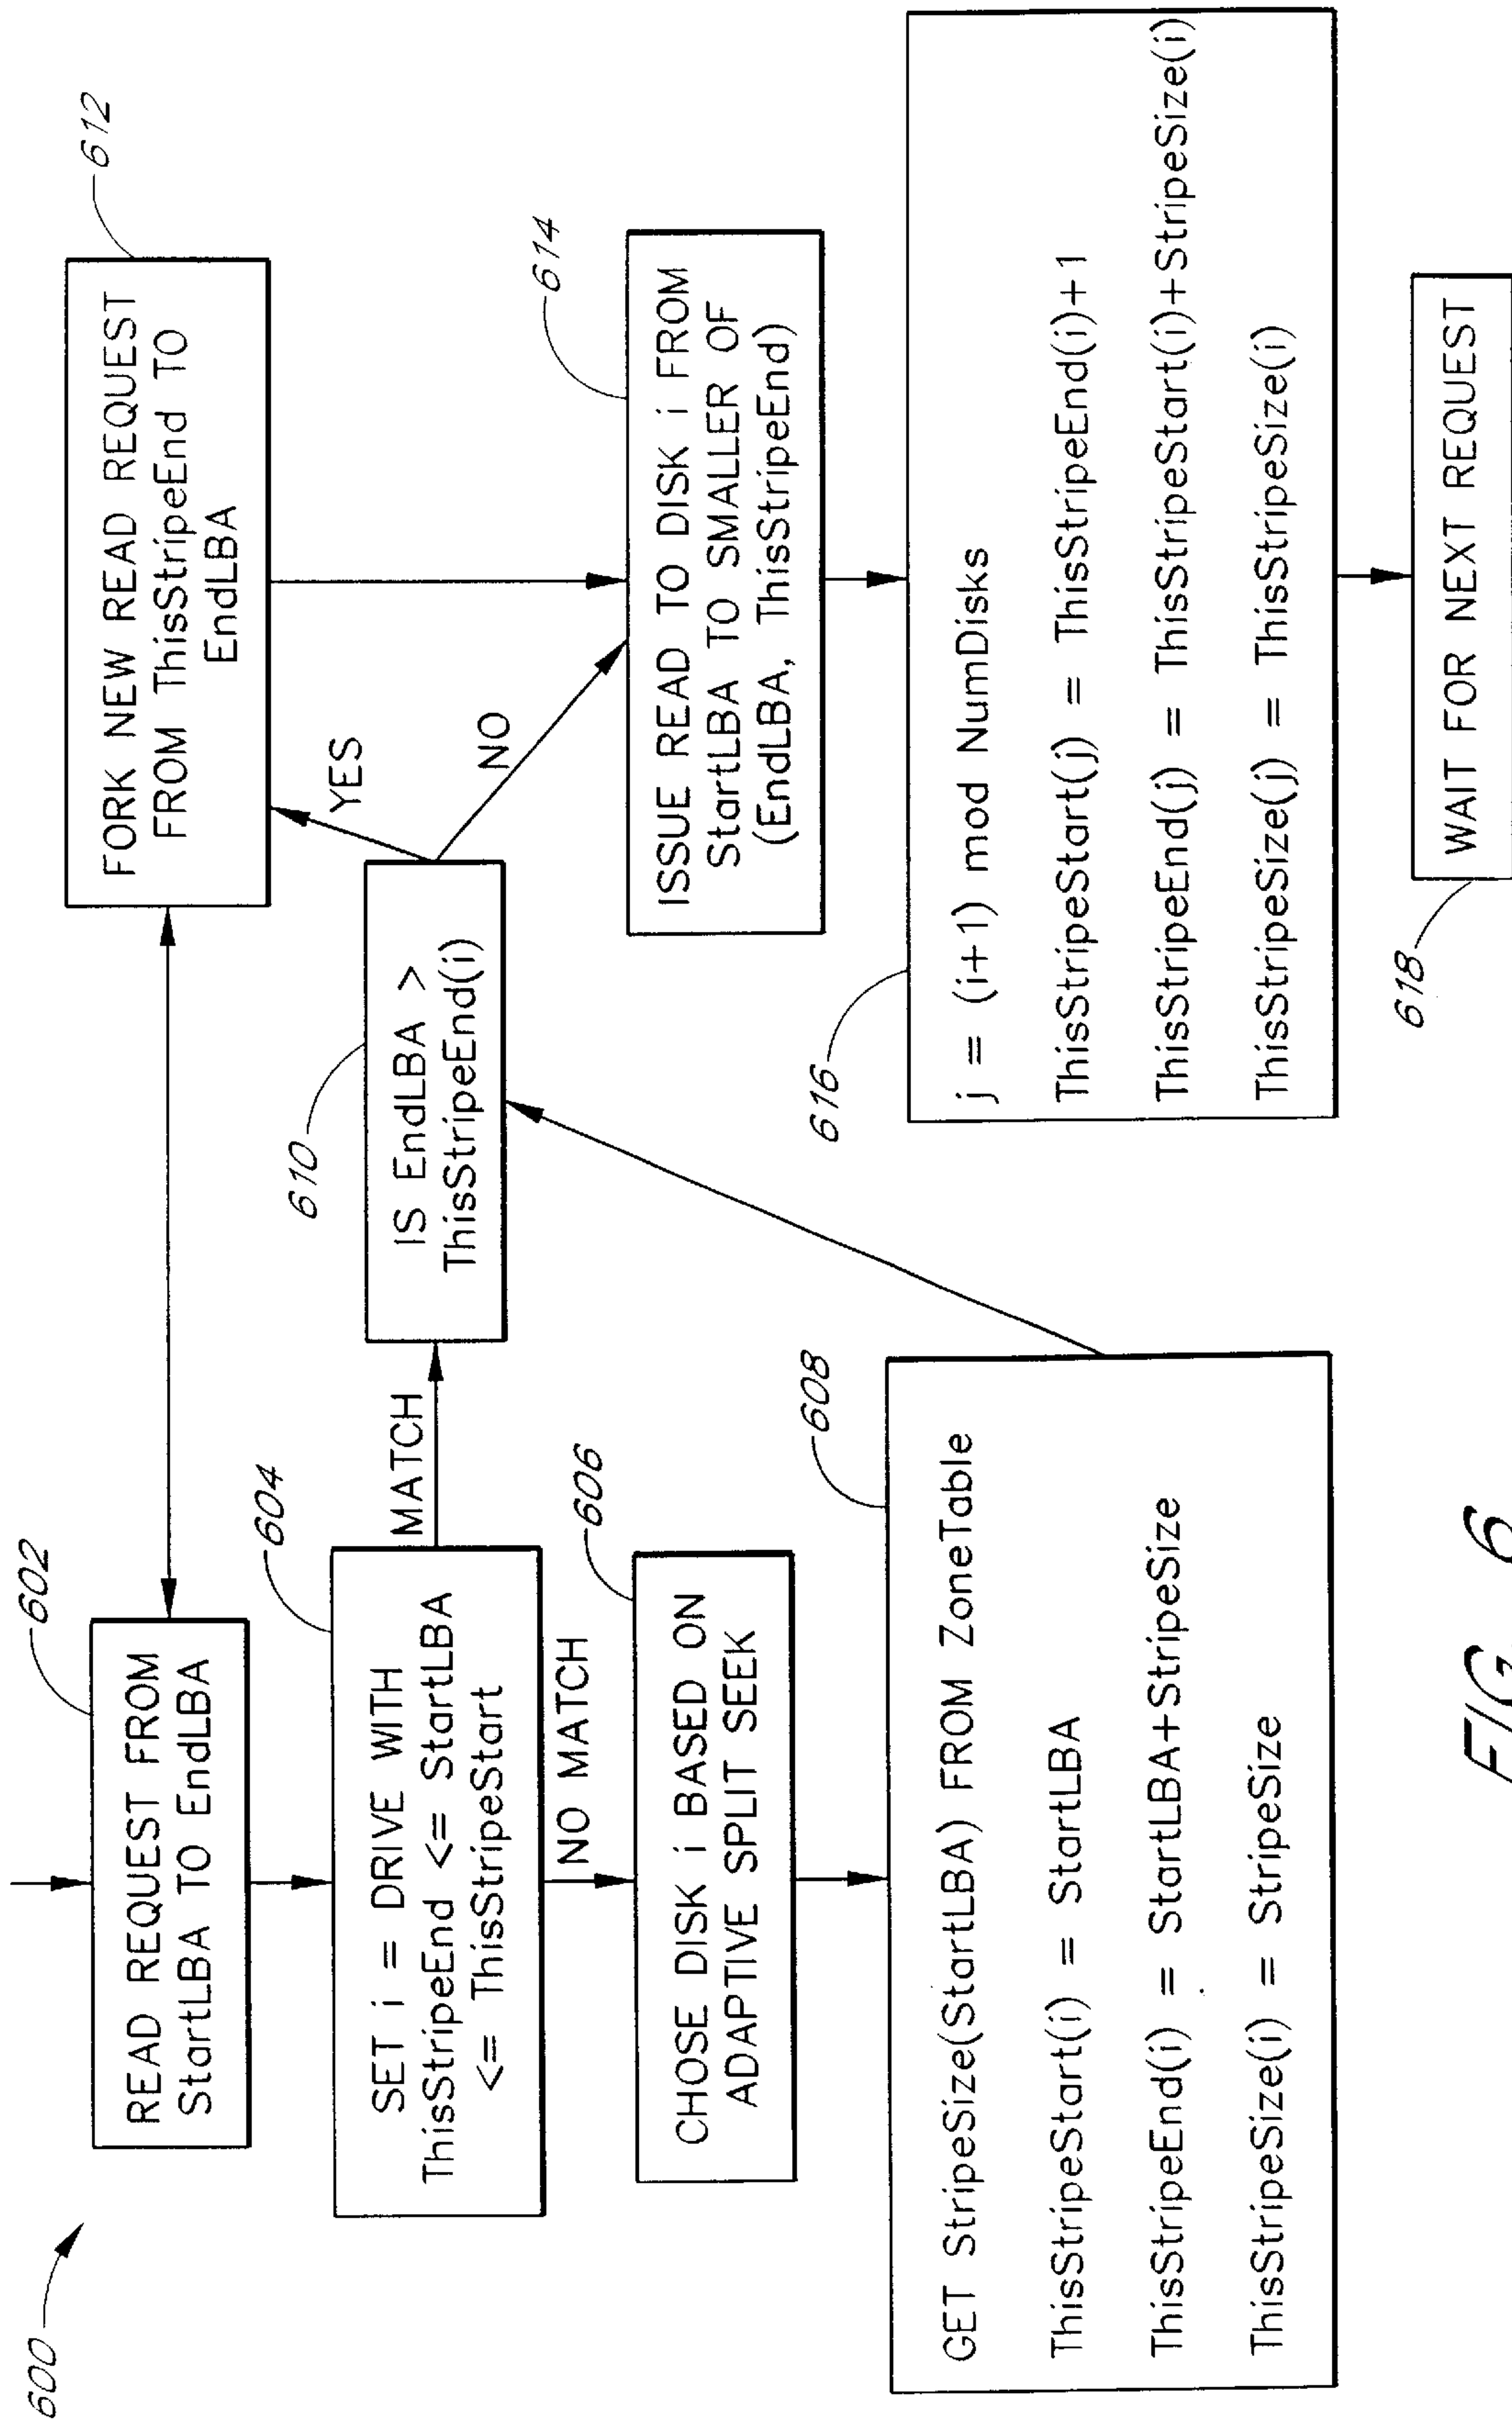 600
602
READ REQUEST FROM
StartLBA TO EndLBA
604
SET i = DRIVE WITH
ThisStripeEnd <= StartLBA
<= ThisStripeStart
MATCH
NO MATCH
606
CHOSE DISK i BASED ON
ADAPTIVE SPLIT SEEK
608
GET StripeSize(StartLBA) FROM ZoneTable
ThisStripeStart(i) = StartLBA
ThisStripeEnd(i) = StartLBA+StripeSize
ThisStripeSize(i) = StripeSize
610
IS EndLBA >
ThisStripeEnd(i)
YES
NO
612
FORK NEW READ REQUEST
FROM ThisStripeEnd TO
EndLBA
614
ISSUE READ TO DISK i FROM
StartLBA TO SMALLER OF
(EndLBA, ThisStripeEnd)
616
j = (i+1) mod NumDisks
ThisStripeStart(j) = ThisStripeEnd(i)+1
ThisStripeEnd(j) = ThisStripeStart(i)+StripeSize(i)
ThisStripeSize(j) = ThisStripeSize(i)
618
WAIT FOR NEXT REQUEST
FIG. 6